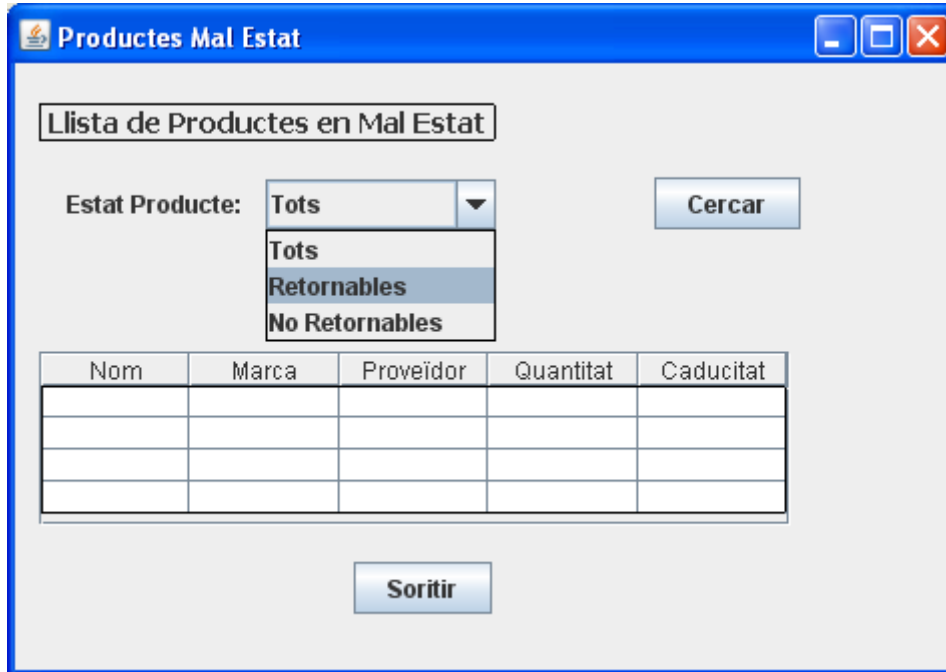 Productes Mal Estat
Llista de Productes en Mal Estat
Estat Producte: Tots Cercar
Tots
Retornables
No Retornables
Nom Marca Proveïdor Quantitat Caducitat
Soritir